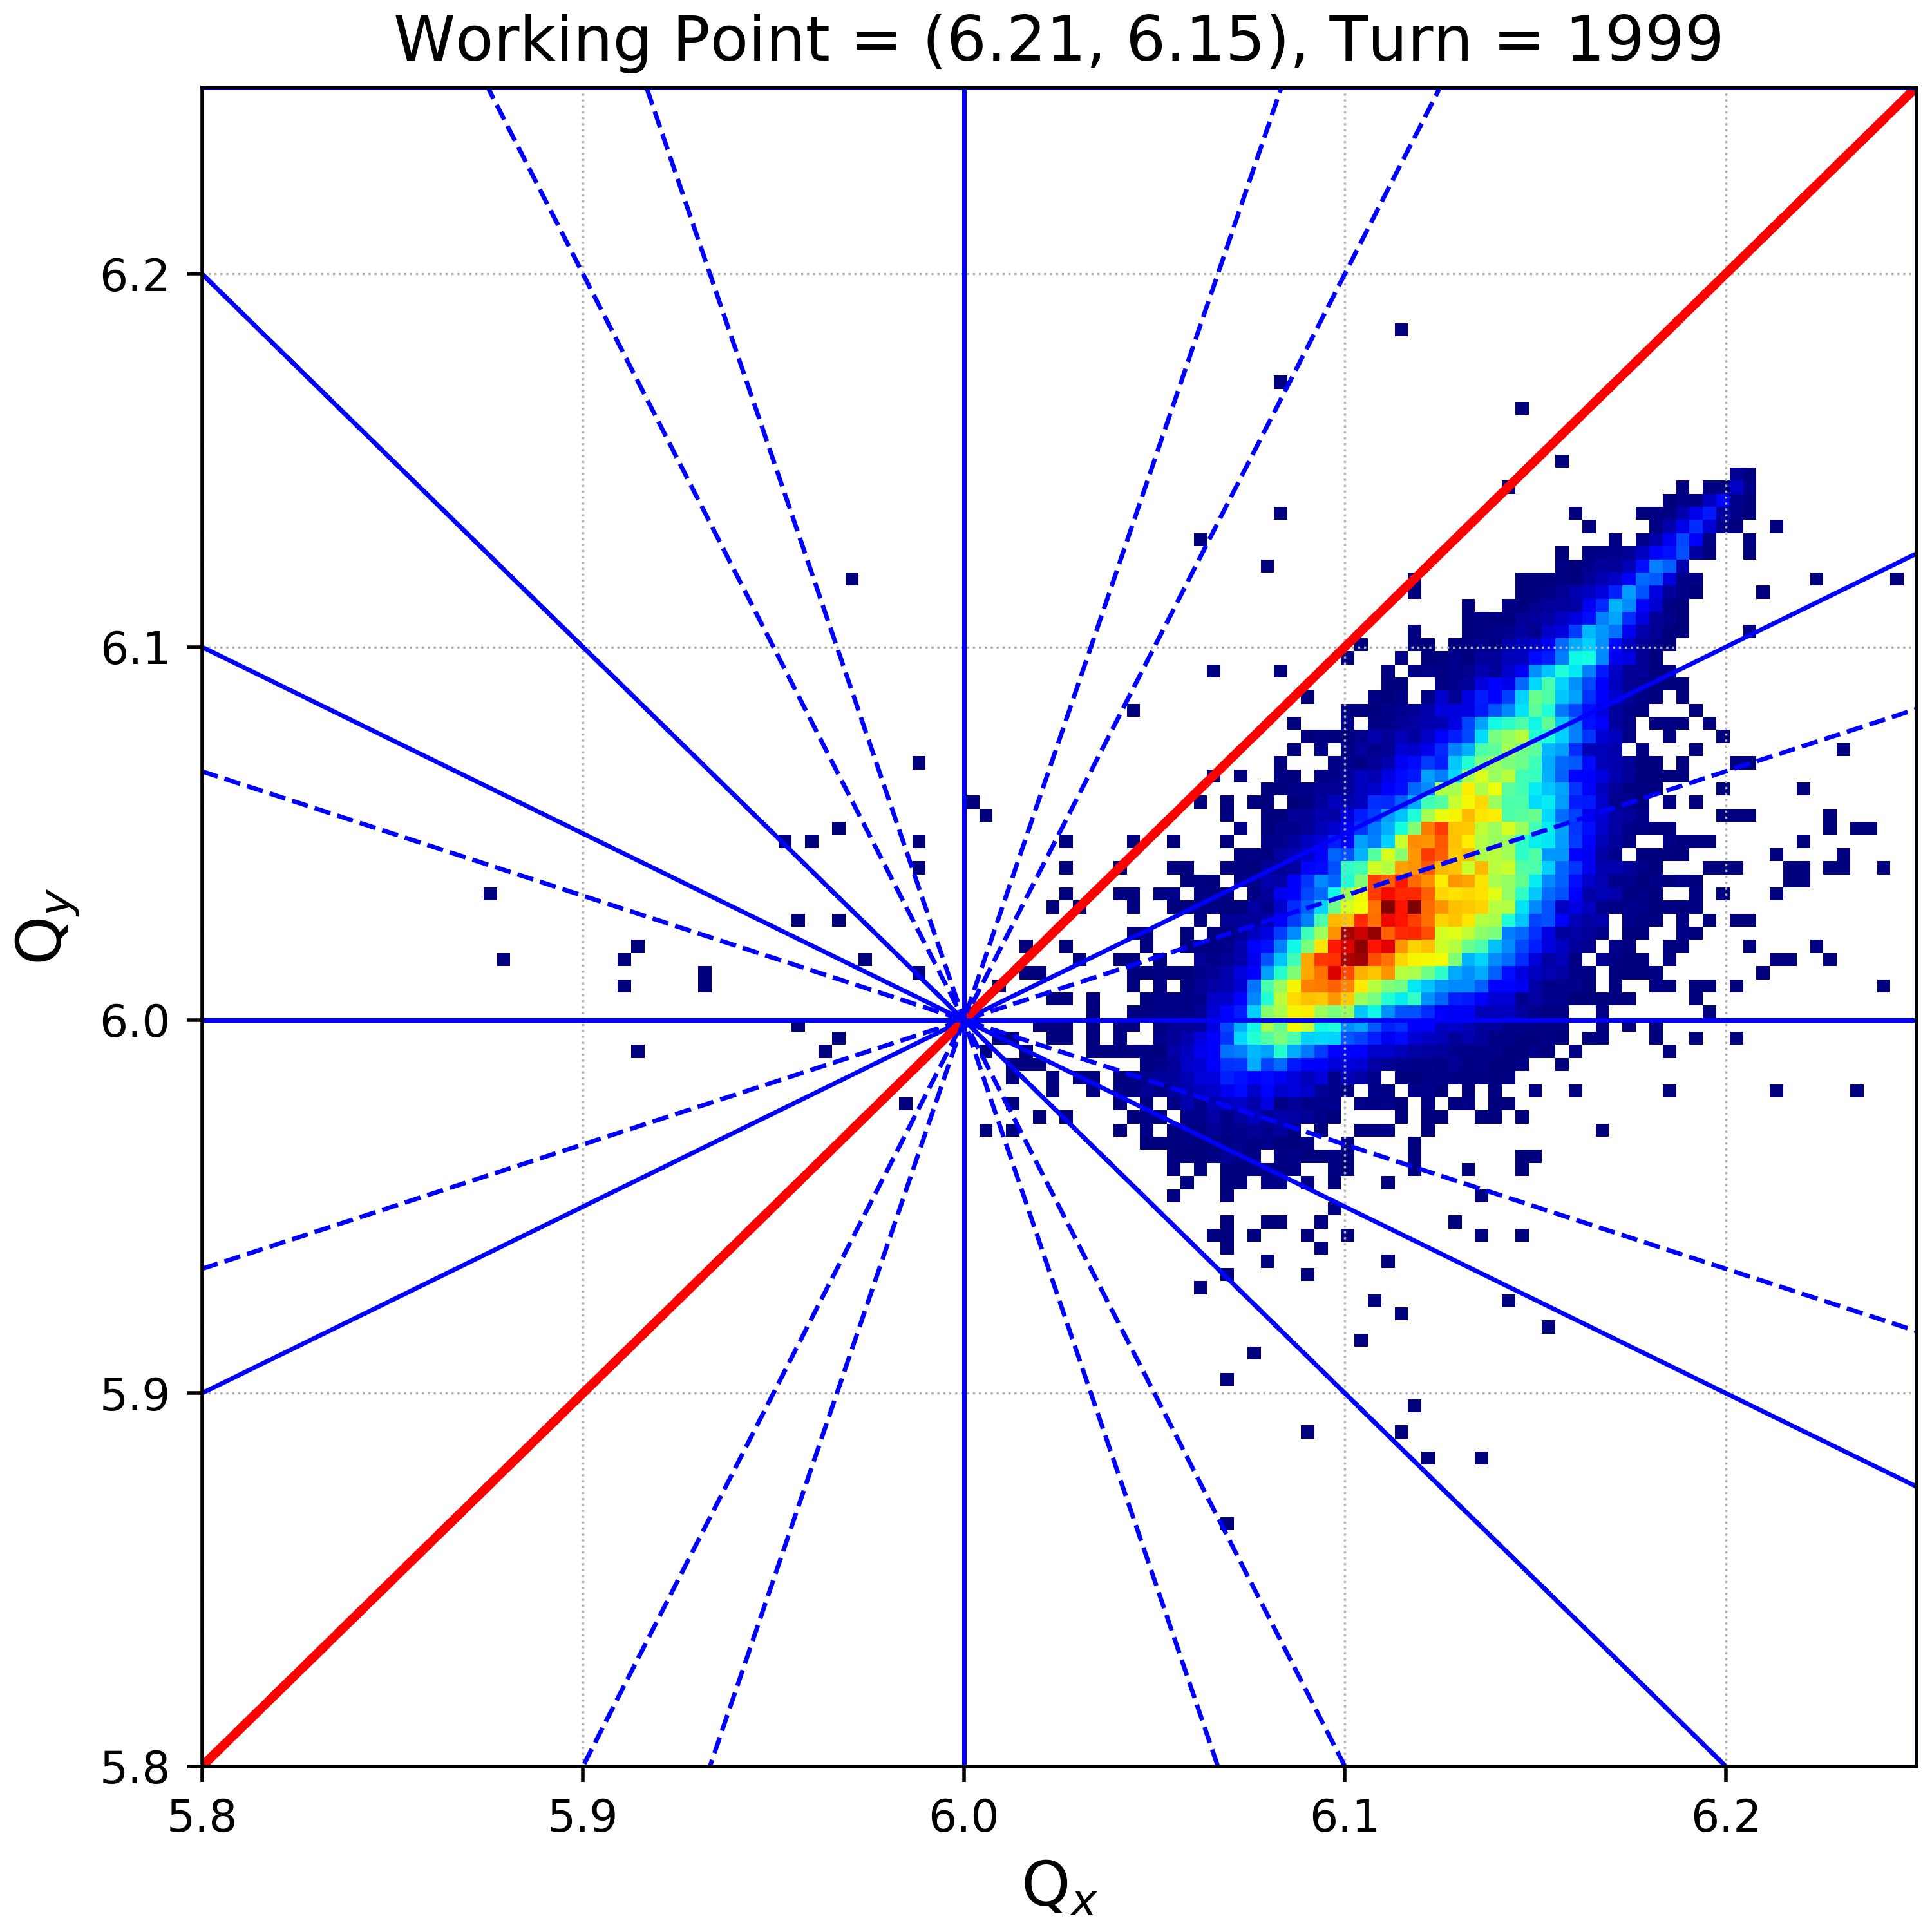 Working Point = (6.21, 6.15), Turn = 1999
6.2
6.1
6.0
5.9
5.8
Qy
5.8 5.9 6.0 6.1 6.2
Qx